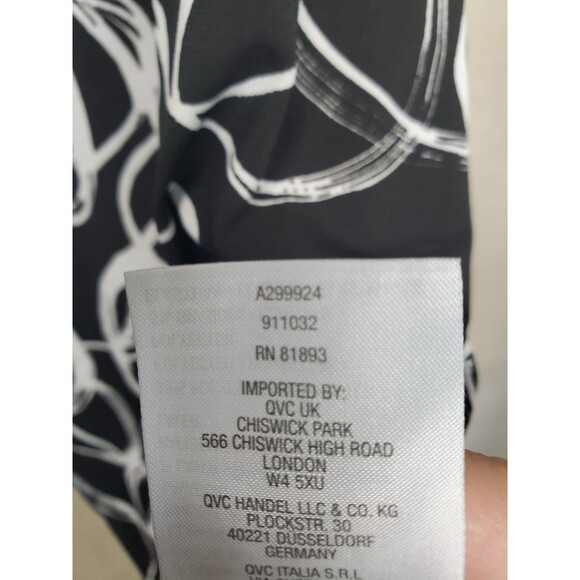 A299924
911032
RN 81893
IMPORTED BY:
QVC UK
CHISWICK PARK
566 CHISWICK HIGH ROAD
LONDON
W4 5XU
QVC HANDEL LLC & CO. KG
PLOCKSTR. 30
40221 DÜSSELDORF
GERMANY
QVC ITALIA S.R.L